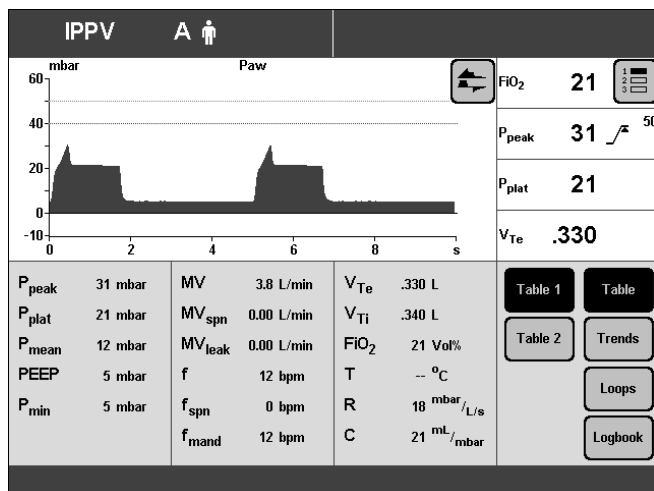 IPPV A
mbar Paw
60
40
20
0
-10
0 2 4 6 8 s
FiO2 21 1 2 3
Ppeak 31 50
Pplat 21
VTe .330
Ppeak 31 mbar
Pplat 21 mbar
Pmean 12 mbar
PEEP 5 mbar
Pmin 5 mbar
MV 3.8 L/min
MVspn 0.00 L/min
MVleak 0.00 L/min
f 12 bpm
fspn 0 bpm
fmand 12 bpm
VTe .330 L
VTi .340 L
FiO2 21 Vol%
T -- °C
R 18 mbar/L/s
C 21 mL/mbar
Table 1 Table
Table 2 Trends
Loops
Logbook